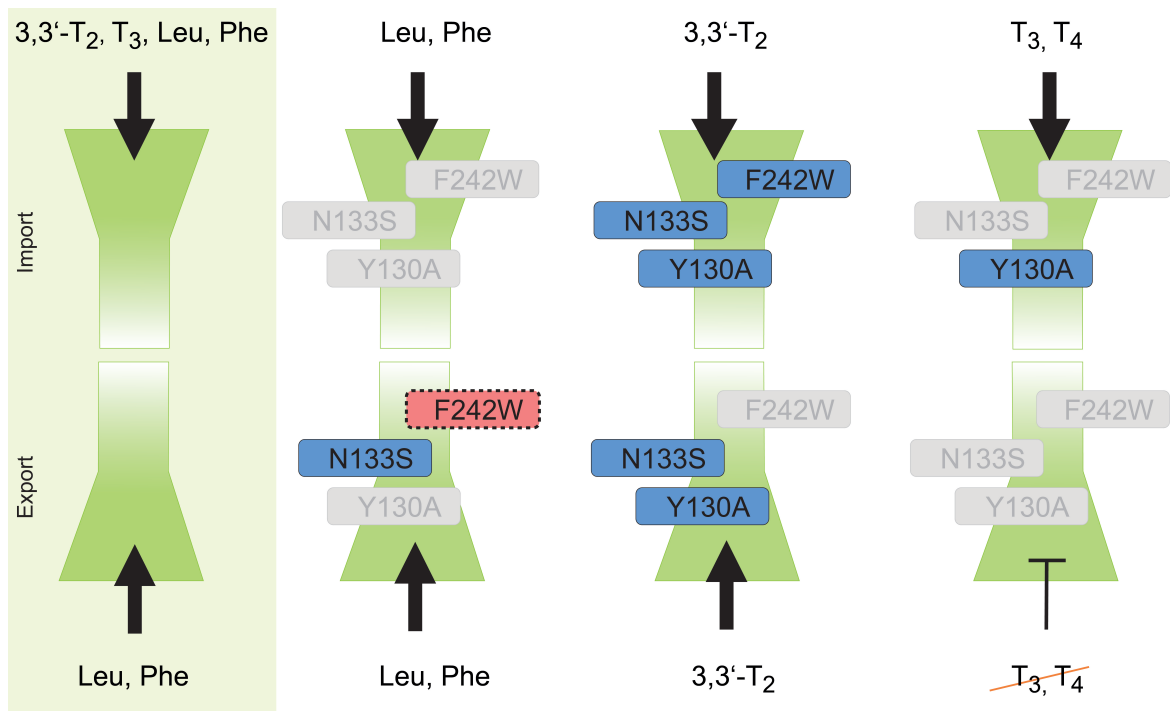 3,3‘-T2, T3, Leu, Phe
Leu, Phe
3,3‘-T2
T3, T4
Import
F242W
N133S
Y130A
F242W
N133S
Y130A
F242W
N133S
Y130A
Export
F242W
N133S
Y130A
F242W
N133S
Y130A
F242W
N133S
Y130A
Leu, Phe
Leu, Phe
3,3‘-T2
T3, T4